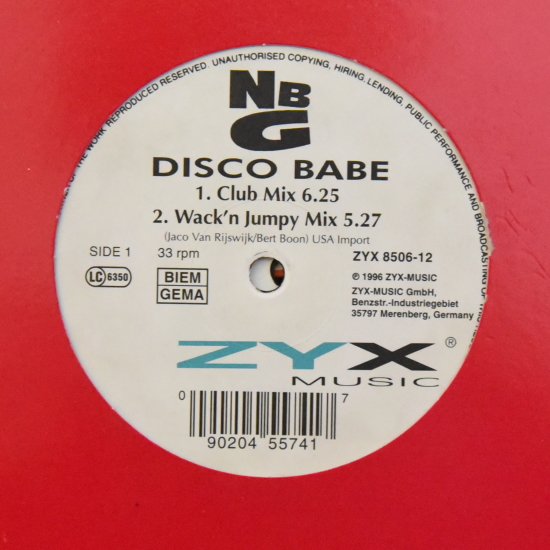 OF THE WORK REPRODUCED RESERVED. UNAUTHORISED COPYING, HIRING, LENDING, PUBLIC PERFORMANCE AND BROADCASTING OF
NB
G
DISCO BABE
1. Club Mix 6.25
2. Wack'n Jumpy Mix 5.27
(Jaco Van Rijswijk/Bert Boon) USA Import
SIDE 1 33 rpm ZYX 8506-12
LC 6350
BIEM
GEMA
℗ 1996 ZYX-MUSIC
ZYX-MUSIC GmbH,
Benzstr.-Industriegebiet
35797 Merenberg, Germany
ZYX ®
MUSIC
0 90204 55741 7